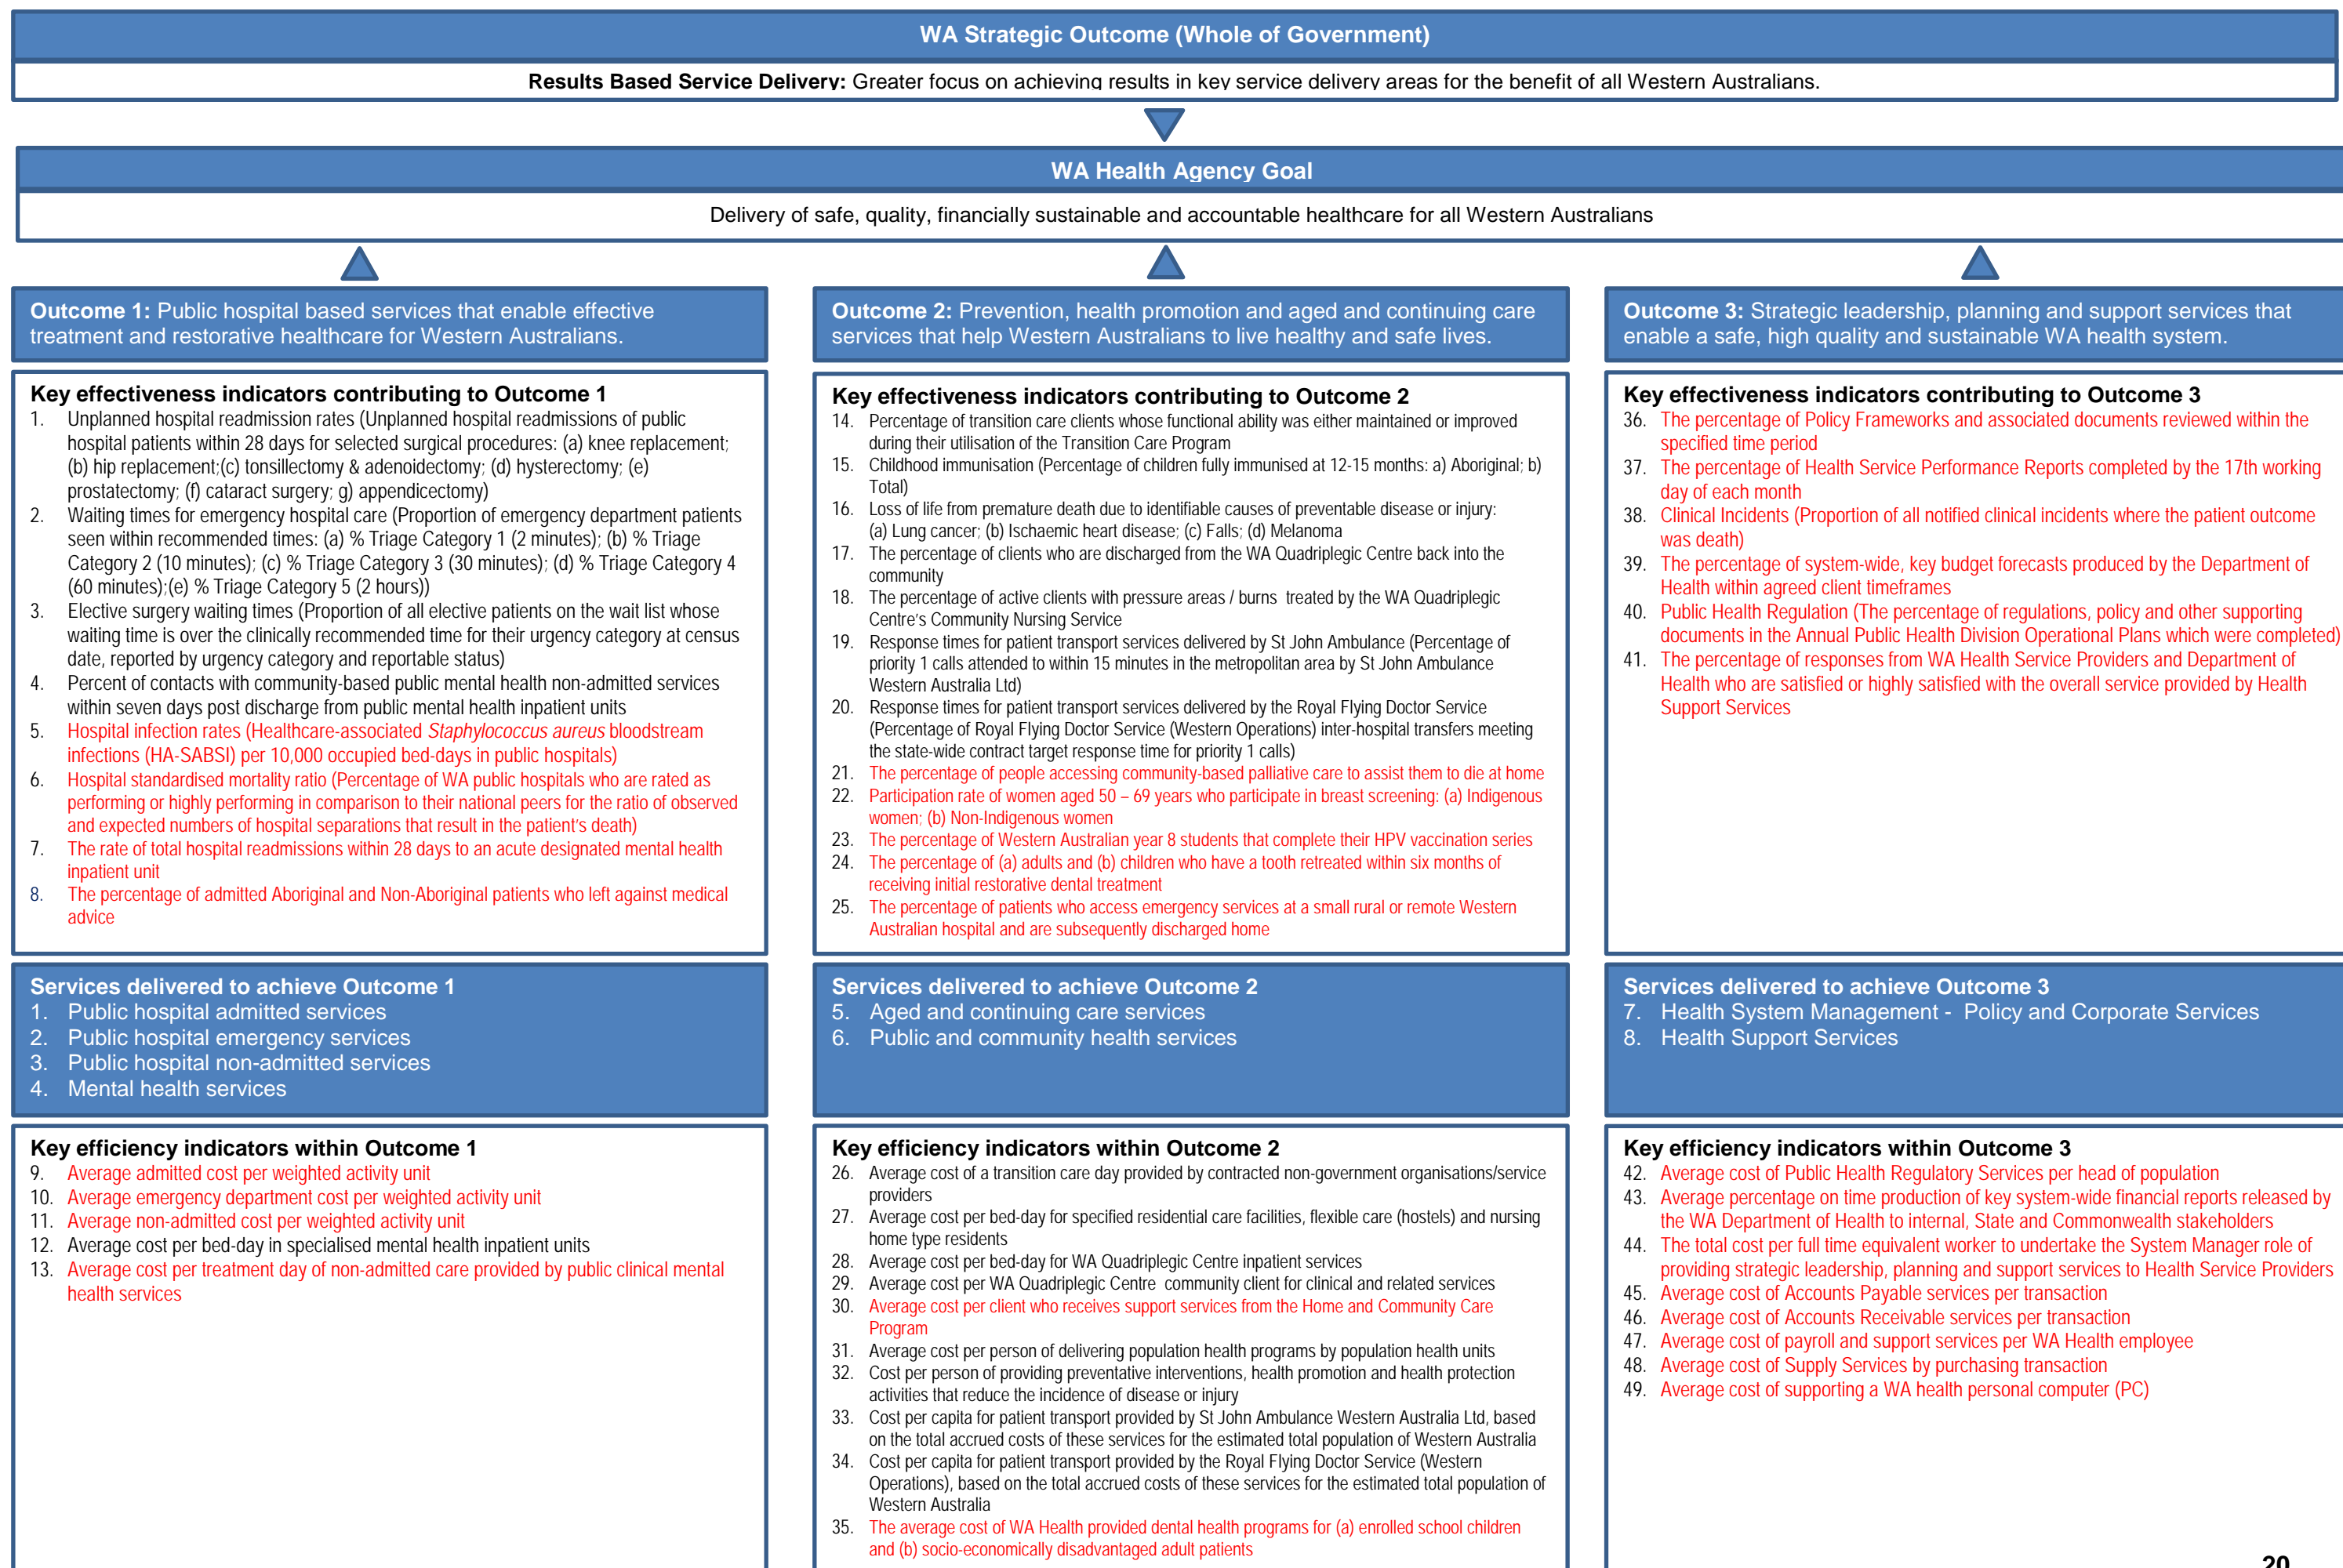 WA Strategic Outcome (Whole of Government)
Results Based Service Delivery: Greater focus on achieving results in key service delivery areas for the benefit of all Western Australians.
WA Health Agency Goal
Delivery of safe, quality, financially sustainable and accountable healthcare for all Western Australians
Outcome 1: Public hospital based services that enable effective
treatment and restorative healthcare for Western Australians.
Key effectiveness indicators contributing to Outcome 1
1. Unplanned hospital readmission rates (Unplanned hospital readmissions of public
hospital patients within 28 days for selected surgical procedures: (a) knee replacement;
(b) hip replacement;(c) tonsillectomy & adenoidectomy; (d) hysterectomy; (e)
prostatectomy; (f) cataract surgery; g) appendicectomy)
2. Waiting times for emergency hospital care (Proportion of emergency department patients
seen within recommended times: (a) % Triage Category 1 (2 minutes); (b) % Triage
Category 2 (10 minutes); (c) % Triage Category 3 (30 minutes); (d) % Triage Category 4
(60 minutes);(e) % Triage Category 5 (2 hours))
3. Elective surgery waiting times (Proportion of all elective patients on the wait list whose
waiting time is over the clinically recommended time for their urgency category at census
date, reported by urgency category and reportable status)
4. Percent of contacts with community-based public mental health non-admitted services
within seven days post discharge from public mental health inpatient units
5. Hospital infection rates (Healthcare-associated Staphylococcus aureus bloodstream
infections (HA-SABSI) per 10,000 occupied bed-days in public hospitals)
6. Hospital standardised mortality ratio (Percentage of WA public hospitals who are rated as
performing or highly performing in comparison to their national peers for the ratio of observed
and expected numbers of hospital separations that result in the patient's death)
7. The rate of total hospital readmissions within 28 days to an acute designated mental health
inpatient unit
8. The percentage of admitted Aboriginal and Non-Aboriginal patients who left against medical
advice
Services delivered to achieve Outcome 1
1. Public hospital admitted services
2. Public hospital emergency services
3. Public hospital non-admitted services
4. Mental health services
Key efficiency indicators within Outcome 1
9. Average admitted cost per weighted activity unit
10. Average emergency department cost per weighted activity unit
11. Average non-admitted cost per weighted activity unit
12. Average cost per bed-day in specialised mental health inpatient units
13. Average cost per treatment day of non-admitted care provided by public clinical mental
health services
Outcome 2: Prevention, health promotion and aged and continuing care
services that help Western Australians to live healthy and safe lives.
Key effectiveness indicators contributing to Outcome 2
14. Percentage of transition care clients whose functional ability was either maintained or improved
during their utilisation of the Transition Care Program
15. Childhood immunisation (Percentage of children fully immunised at 12-15 months: a) Aboriginal; b)
Total)
16. Loss of life from premature death due to identifiable causes of preventable disease or injury:
(a) Lung cancer; (b) Ischaemic heart disease; (c) Falls; (d) Melanoma
17. The percentage of clients who are discharged from the WA Quadriplegic Centre back into the
community
18. The percentage of active clients with pressure areas / burns treated by the WA Quadriplegic
Centre's Community Nursing Service
19. Response times for patient transport services delivered by St John Ambulance (Percentage of
priority 1 calls attended to within 15 minutes in the metropolitan area by St John Ambulance
Western Australia Ltd)
20. Response times for patient transport services delivered by the Royal Flying Doctor Service
(Percentage of Royal Flying Doctor Service (Western Operations) inter-hospital transfers meeting
the state-wide contract target response time for priority 1 calls)
21. The percentage of people accessing community-based palliative care to assist them to die at home
22. Participation rate of women aged 50 – 69 years who participate in breast screening: (a) Indigenous
women; (b) Non-Indigenous women
23. The percentage of Western Australian year 8 students that complete their HPV vaccination series
24. The percentage of (a) adults and (b) children who have a tooth retreated within six months of
receiving initial restorative dental treatment
25. The percentage of patients who access emergency services at a small rural or remote Western
Australian hospital and are subsequently discharged home
Services delivered to achieve Outcome 2
5. Aged and continuing care services
6. Public and community health services
Key efficiency indicators within Outcome 2
26. Average cost of a transition care day provided by contracted non-government organisations/service
providers
27. Average cost per bed-day for specified residential care facilities, flexible care (hostels) and nursing
home type residents
28. Average cost per bed-day for WA Quadriplegic Centre inpatient services
29. Average cost per WA Quadriplegic Centre community client for clinical and related services
30. Average cost per client who receives support services from the Home and Community Care
Program
31. Average cost per person of delivering population health programs by population health units
32. Cost per person of providing preventative interventions, health promotion and health protection
activities that reduce the incidence of disease or injury
33. Cost per capita for patient transport provided by St John Ambulance Western Australia Ltd, based
on the total accrued costs of these services for the estimated total population of Western Australia
34. Cost per capita for patient transport provided by the Royal Flying Doctor Service (Western
Operations), based on the total accrued costs of these services for the estimated total population of
Western Australia
35. The average cost of WA Health provided dental health programs for (a) enrolled school children
and (b) socio-economically disadvantaged adult patients
Outcome 3: Strategic leadership, planning and support services that
enable a safe, high quality and sustainable WA health system.
Key effectiveness indicators contributing to Outcome 3
36. The percentage of Policy Frameworks and associated documents reviewed within the
specified time period
37. The percentage of Health Service Performance Reports completed by the 17th working
day of each month
38. Clinical Incidents (Proportion of all notified clinical incidents where the patient outcome
was death)
39. The percentage of system-wide, key budget forecasts produced by the Department of
Health within agreed client timeframes
40. Public Health Regulation (The percentage of regulations, policy and other supporting
documents in the Annual Public Health Division Operational Plans which were completed)
41. The percentage of responses from WA Health Service Providers and Department of
Health who are satisfied or highly satisfied with the overall service provided by Health
Support Services
Services delivered to achieve Outcome 3
7. Health System Management - Policy and Corporate Services
8. Health Support Services
Key efficiency indicators within Outcome 3
42. Average cost of Public Health Regulatory Services per head of population
43. Average percentage on time production of key system-wide financial reports released by
the WA Department of Health to internal, State and Commonwealth stakeholders
44. The total cost per full time equivalent worker to undertake the System Manager role of
providing strategic leadership, planning and support services to Health Service Providers
45. Average cost of Accounts Payable services per transaction
46. Average cost of Accounts Receivable services per transaction
47. Average cost of payroll and support services per WA Health employee
48. Average cost of Supply Services by purchasing transaction
49. Average cost of supporting a WA health personal computer (PC)
20